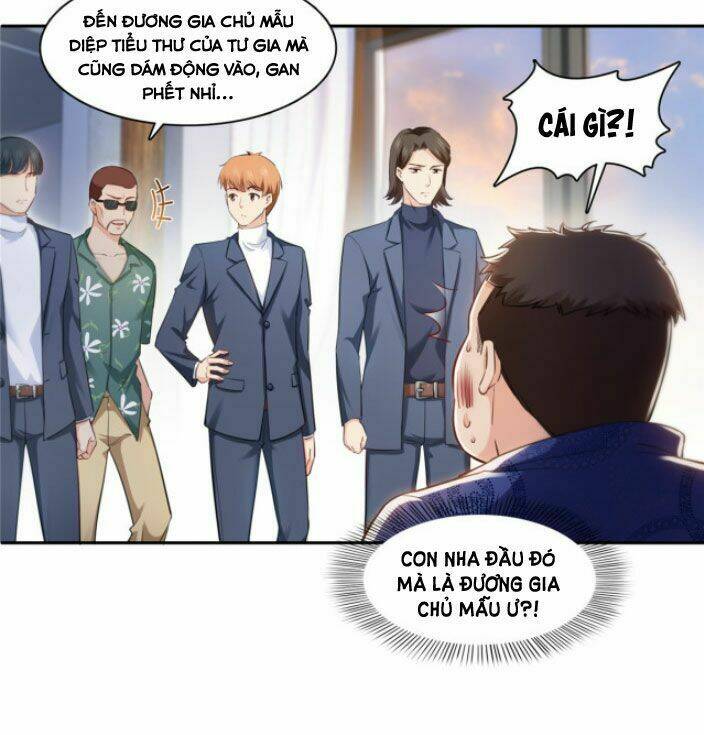 ĐẾN ĐƯƠNG GIA CHỦ MẪU
DIỆP TIỂU THƯ CỦA TƯ GIA MÀ
CŨNG DÁM ĐỘNG VÀO, GAN
PHẾT NHỈ...
CÁI GÌ?!
CON NHA ĐẦU ĐÓ
MÀ LÀ ĐƯƠNG GIA
CHỦ MẪU Ư?!